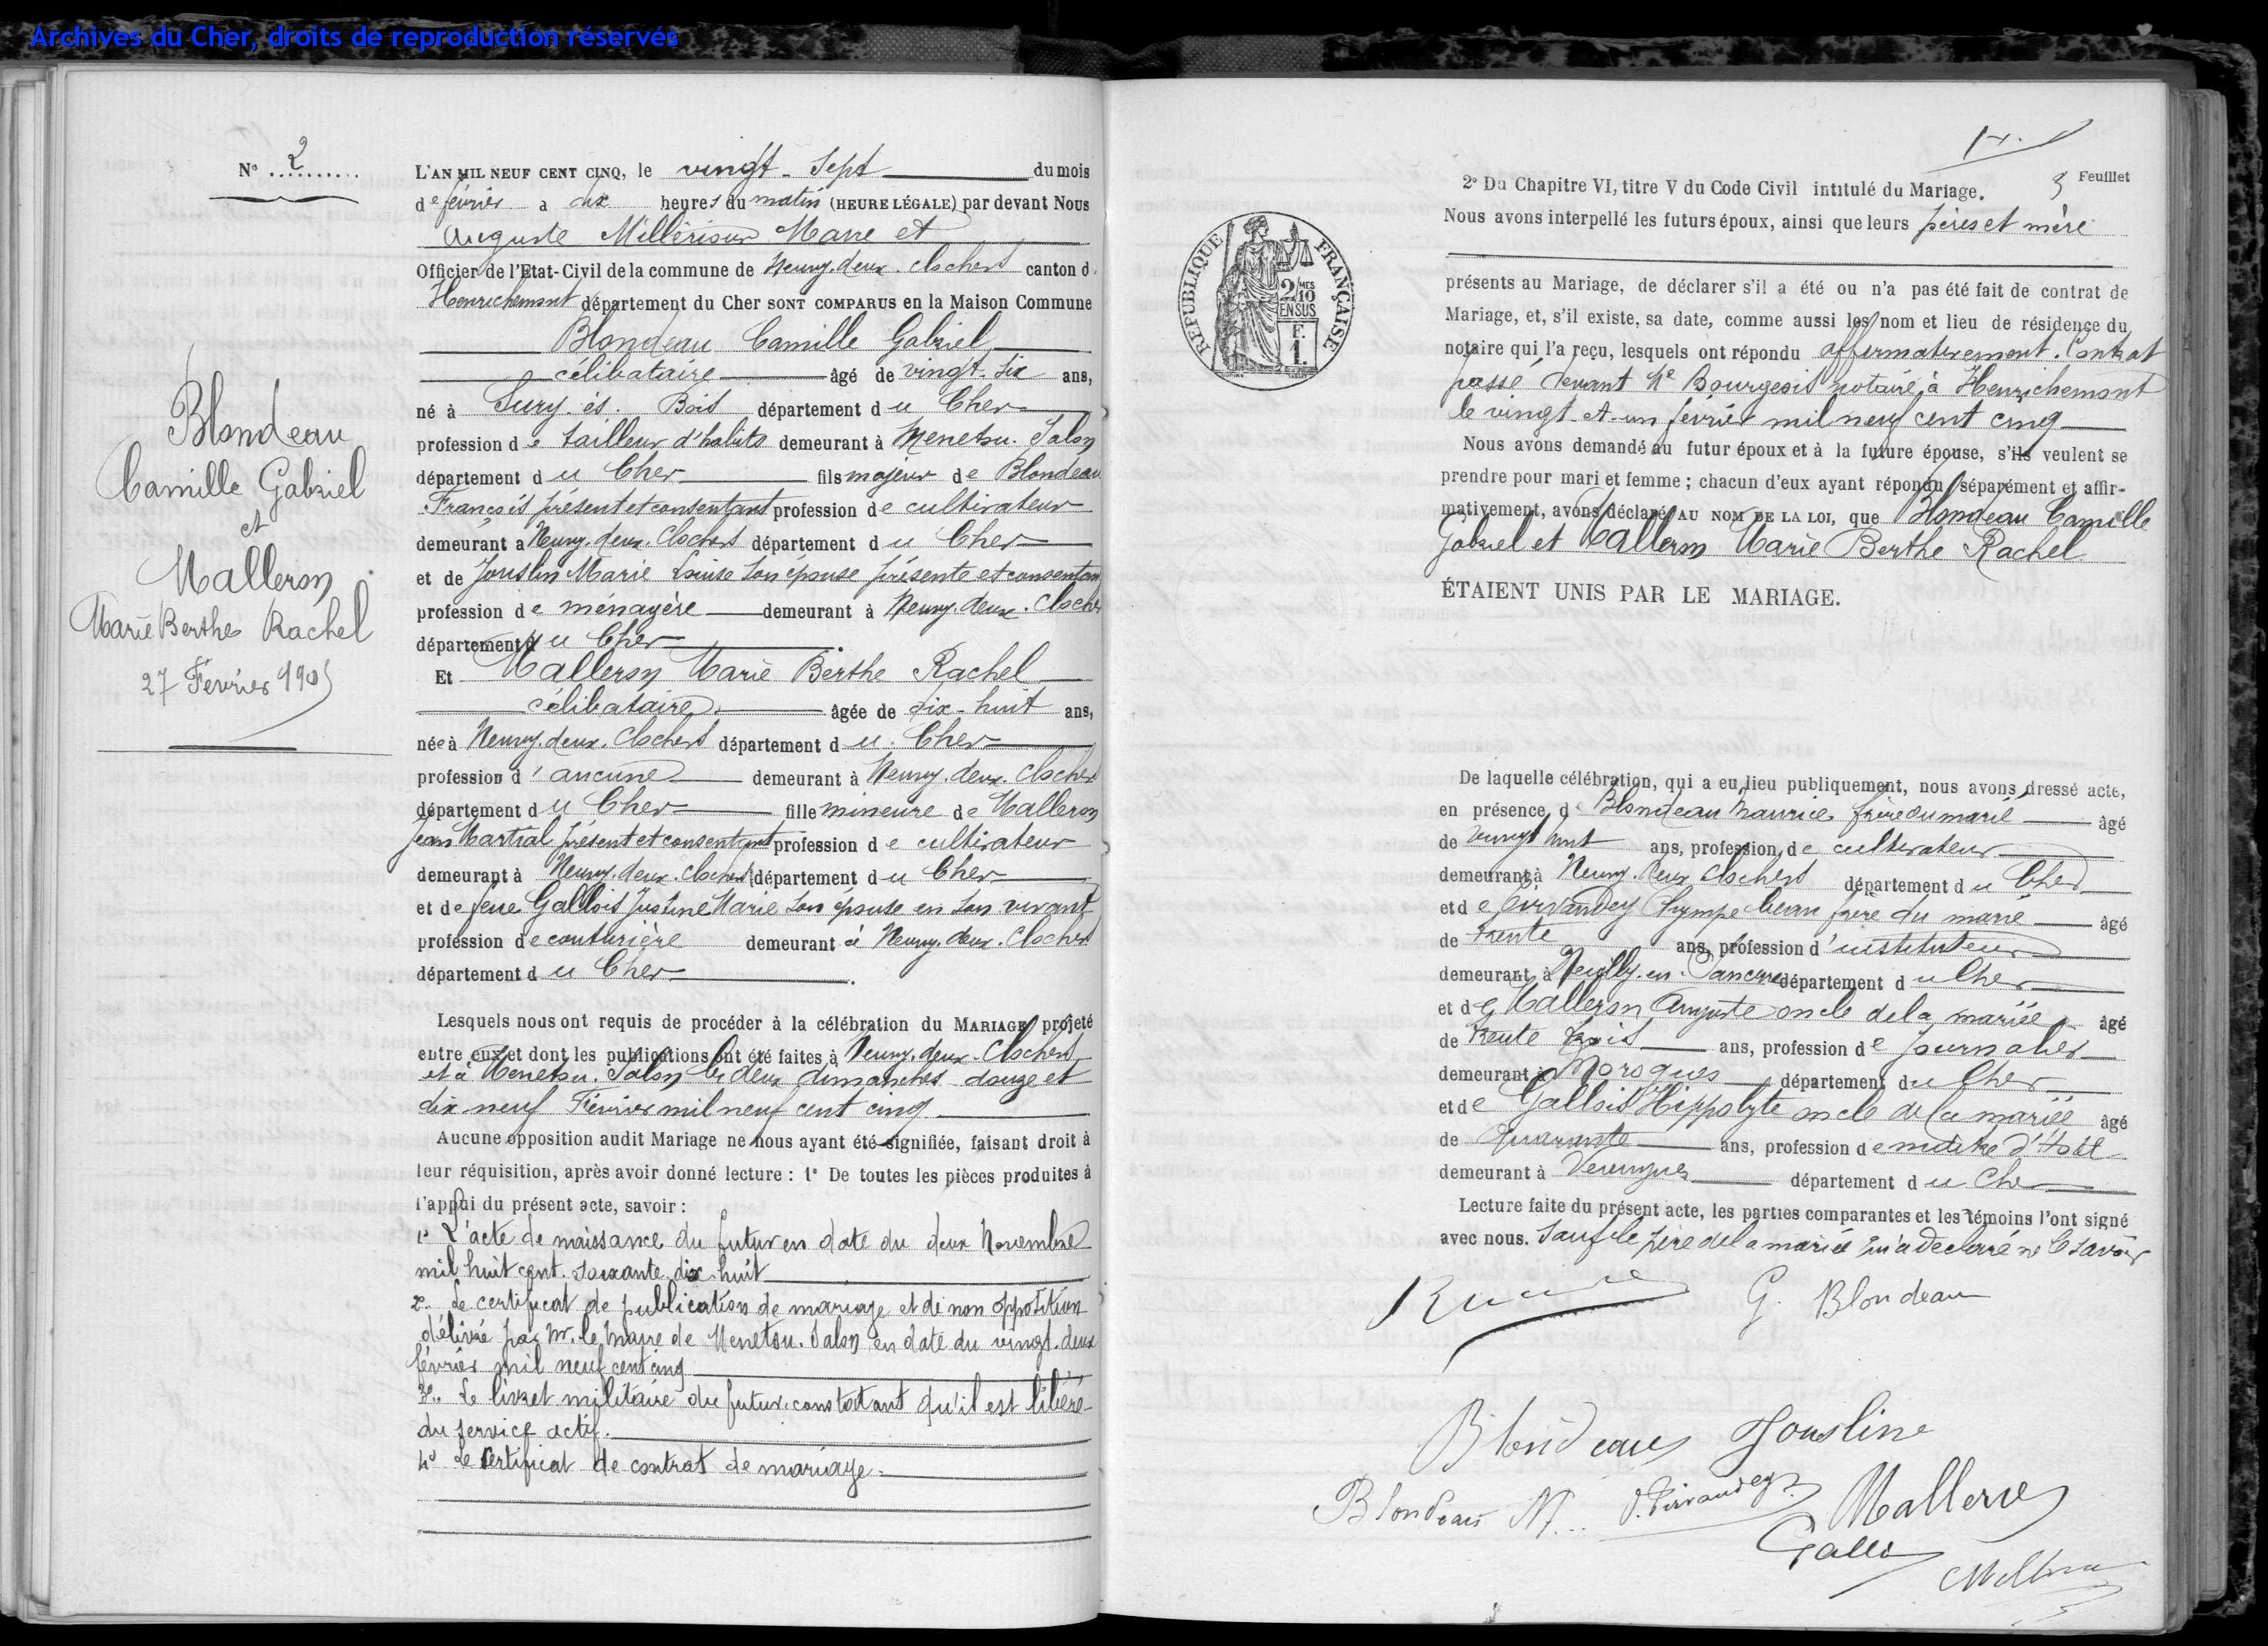 Archives du Cher, droits de reproduction réservés
N° 2
Blondeau
Camille Gabriel
et
Malleron
Marie Berthe Rachel
27 Février 1905
L'AN MIL NEUF CENT CINQ, le vingt-sept du mois
de février à dix heures du matin (HEURE LÉGALE) par devant Nous
Auguste Millérioux Maire et
Officier de l'Etat-Civil de la commune de Neuvy-deux-Clochers canton d
Henrichemont département du Cher SONT COMPARUS en la Maison Commune
Blondeau Camille Gabriel
célibataire âgé de vingt-six ans,
né à Sury-ès-Bois département du Cher
profession de tailleur d'habits demeurant à Menetou-Salon
département du Cher fils majeur de Blondeau
François présent et consentant profession de cultivateur
demeurant à Neuvy-deux-Clochers département du Cher
et de Jouslin Marie Louise son épouse présente et consentan
profession de ménagère demeurant à Neuvy-deux-Clochers
département du Cher
Et Malleron Marie Berthe Rachel
célibataire âgée de dix-huit ans,
née à Neuvy-deux-Clochers département du Cher
profession d'aucune demeurant à Neuvy-deux-Clochers
département du Cher fille mineure de Malleron
Jean Martial présent et consentant profession de cultivateur
demeurant à Neuvy-deux-Clochers département du Cher
et de feue Gallois Justine Marie son épouse en son vivant
profession de couturière demeurant à Neuvy-deux-Clochers
département du Cher
Lesquels nous ont requis de procéder à la célébration du MARIAGE projeté
entre eux et dont les publications ont été faites à Neuvy-deux-Clochers
et à Menetou-Salon les deux dimanches douze et
dix neuf Février mil neuf cent cinq
Aucune opposition audit Mariage ne nous ayant été signifiée, faisant droit à
leur réquisition, après avoir donné lecture : 1° De toutes les pièces produites à
l'appui du présent acte, savoir :
1° L'acte de naissance du futur en date du deux Novembre
mil huit cent soixante dix-huit
2° Le certificat de publication de mariage et de non opposition
délivré par Mr. le Maire de Menetou-Salon en date du vingt-deux
février mil neuf cent cinq
3° Le livret militaire du futur constatant qu'il est libéré
du service actif.
4° Le certificat de contrat de mariage.
3 Feuillet
2° Du Chapitre VI, titre V du Code Civil intitulé du Mariage.
Nous avons interpellé les futurs époux, ainsi que leurs pères et mère
RÉPUBLIQUE FRANÇAISE
2/10 MES
EN SUS
F.
1.
présents au Mariage, de déclarer s'il a été ou n'a pas été fait de contrat de
Mariage, et, s'il existe, sa date, comme aussi les nom et lieu de résidence du
notaire qui l'a reçu, lesquels ont répondu affirmativement. Contrat
passé devant Me Bourgeois notaire à Henrichemont
le vingt-et-un février mil neuf cent cinq
Nous avons demandé au futur époux et à la future épouse, s'ils veulent se
prendre pour mari et femme ; chacun d'eux ayant répondu séparément et affir-
mativement, avons déclaré AU NOM DE LA LOI, que Blondeau Camille
Gabriel et Malleron Marie Berthe Rachel
ÉTAIENT UNIS PAR LE MARIAGE.
De laquelle célébration, qui a eu lieu publiquement, nous avons dressé acte,
en présence de Blondeau Maurice frère du marié âgé
de vingt ans, profession de cultivateur
demeurant à Neuvy-deux-Clochers département du Cher
et de Pirvaudey Olympe beau frère du marié âgé
de trente ans, profession d'instituteur
demeurant à Neuilly-en-Sancerre département du Cher
et de Malleron Auguste oncle de la mariée âgé
de trente trois ans, profession de journalier
demeurant à Morogues département du Cher
et de Gallois Hippolyte oncle de la mariée âgé
de quarante ans, profession de maître d'Hôtel
demeurant à département du Cher
Lecture faite du présent acte, les parties comparantes et les témoins l'ont signé
avec nous. Sauf le père de la mariée qui a déclaré ne le savoir
G. Blondeau
Blondeau Jousline
Blondeau M. O. Pirvaudey